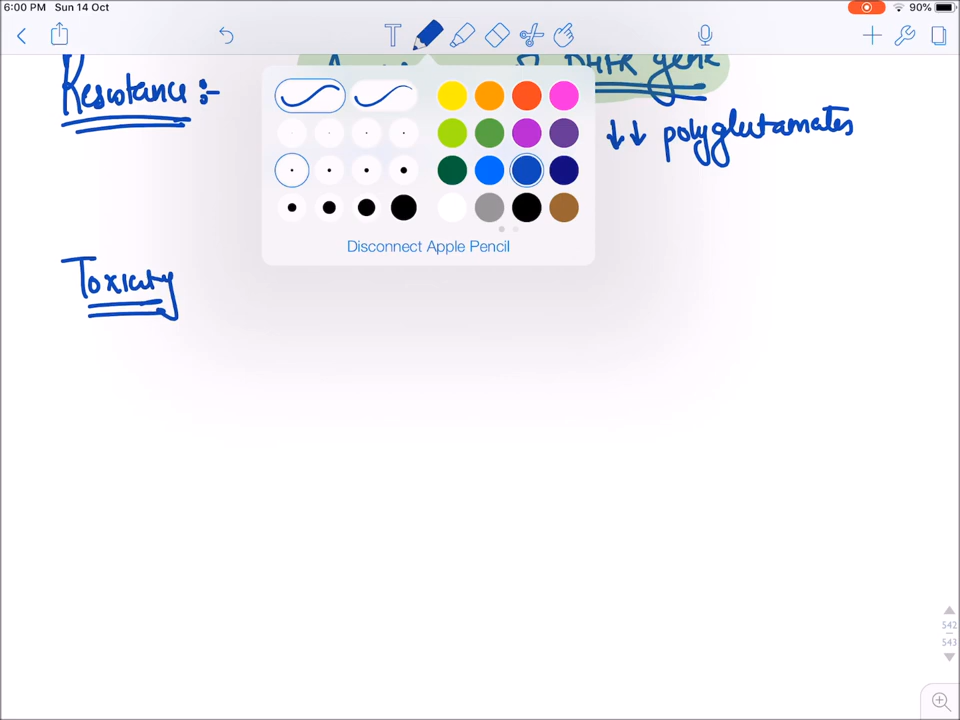 6:00 PM Sun 14 Oct 90%
DHFR gene
Resistance :-
↓↓ polyglutamates
Disconnect Apple Pencil
Toxicity
542
543